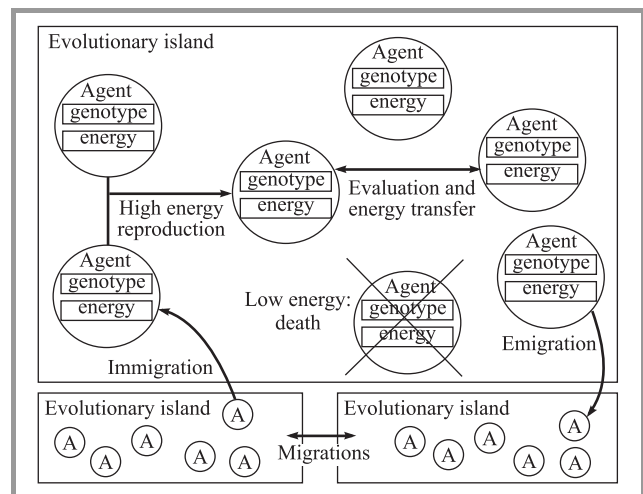 Evolutionary island
Agent
genotype
energy
Agent
genotype
energy
Agent
genotype
energy
Agent
genotype
energy
High energy
reproduction
Evaluation and
energy transfer
Agent
genotype
energy
Agent
genotype
energy
Low energy:
death
Agent
genotype
energy
Immigration
Emigration
Evolutionary island
A
A
A
A
A
A
Migrations
Evolutionary island
A
A
A
A
A
A